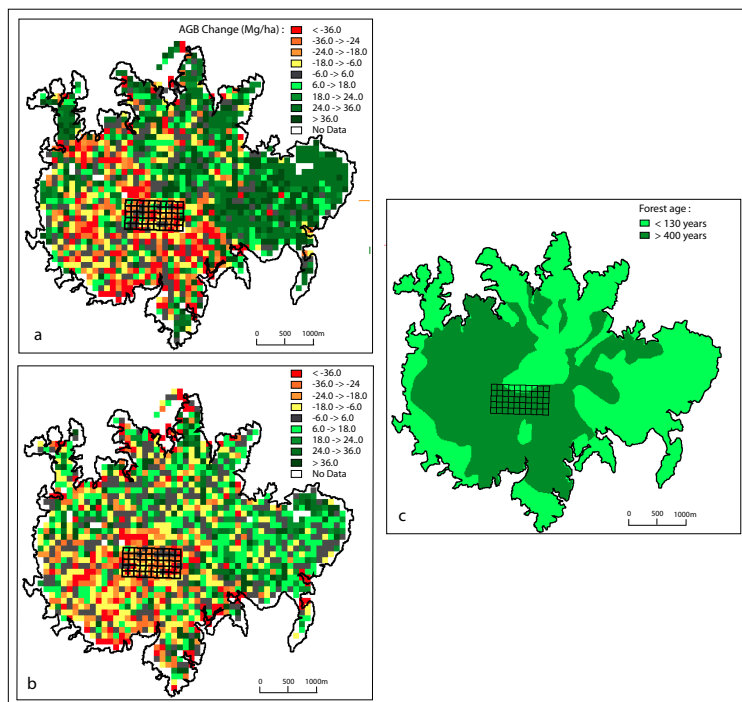 AGB Change (Mg/ha) :
< -36.0
-36.0 -> -24
-24.0 -> -18.0
-18.0 -> -6.0
-6.0 -> 6.0
6.0 -> 18.0
18.0 -> 24..0
24.0 -> 36.0
> 36.0
No Data
0 500 1000m
a
< -36.0
-36.0 -> -24
-24.0 -> -18.0
-18.0 -> -6.0
-6.0 -> 6.0
6.0 -> 18.0
18.0 -> 24..0
24.0 -> 36.0
> 36.0
No Data
0 500 1000m
b
Forest age :
< 130 years
> 400 years
0 500 1000m
c